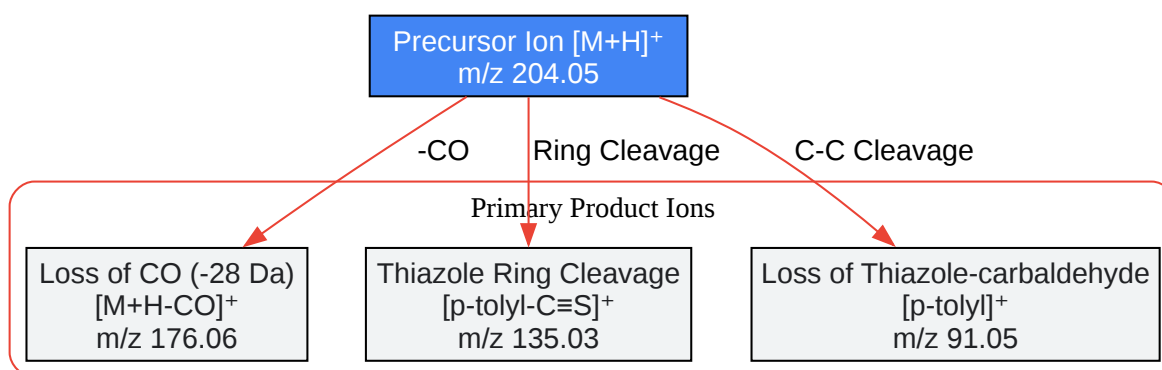 Precursor Ion [M+H]⁺
m/z 204.05
-CO
Ring Cleavage
C-C Cleavage
Primary Product Ions
Loss of CO (-28 Da)
[M+H-CO]⁺
m/z 176.06
Thiazole Ring Cleavage
[p-tolyl-C≡S]⁺
m/z 135.03
Loss of Thiazole-carbaldehyde
[p-tolyl]⁺
m/z 91.05